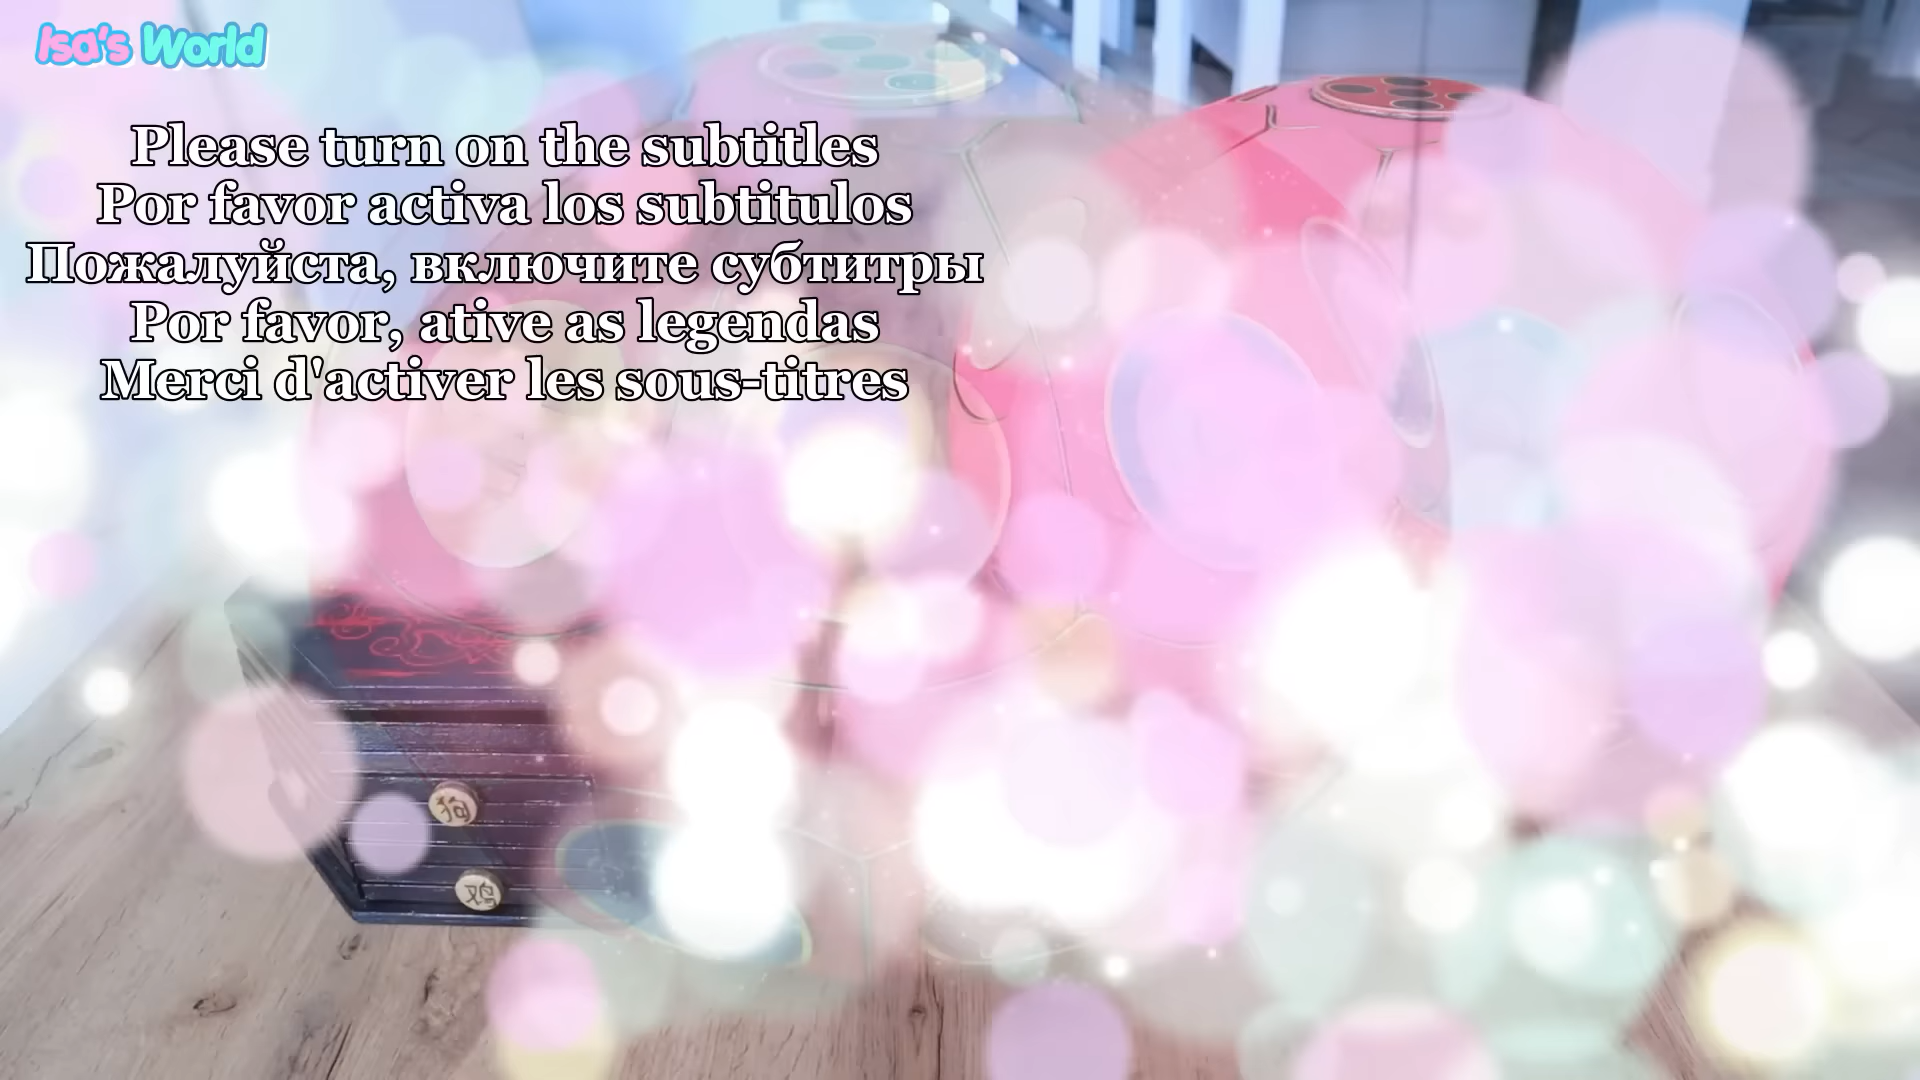 Isa's World
Please turn on the subtitles
Por favor activa los subtitulos
Пожалуйста, включите субтитры
Por favor, ative as legendas
Merci d'activer les sous-titres
狗
鸡